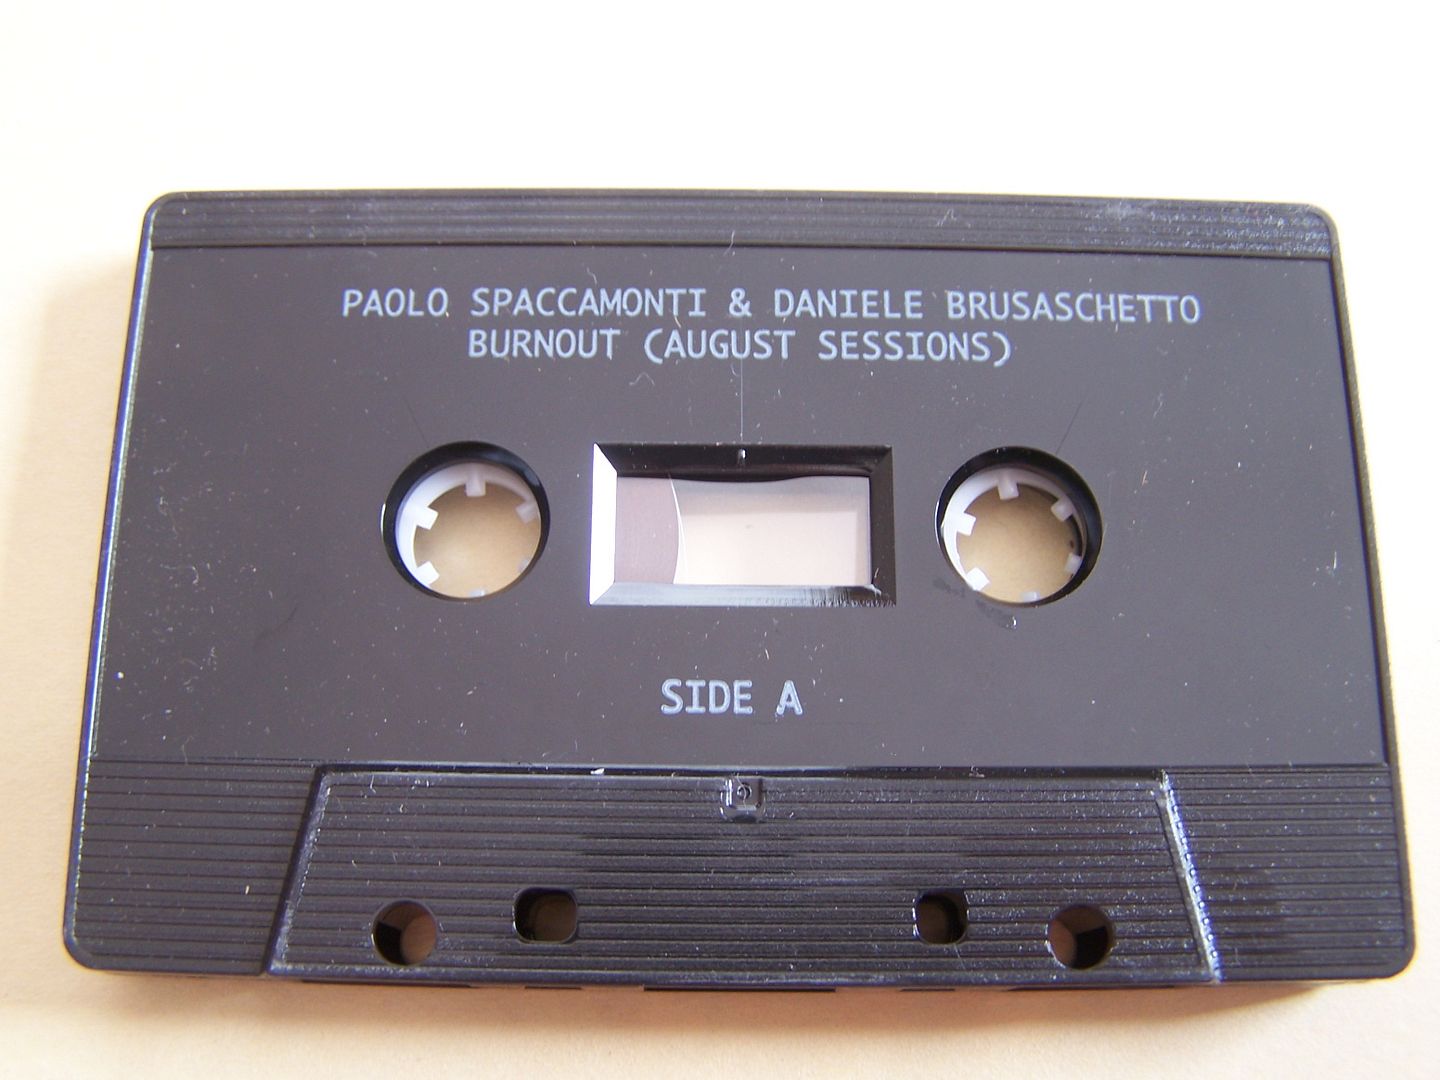 PAOLO SPACCAMONTI & DANIELE BRUSASCHETTO
BURNOUT (AUGUST SESSIONS)
SIDE A